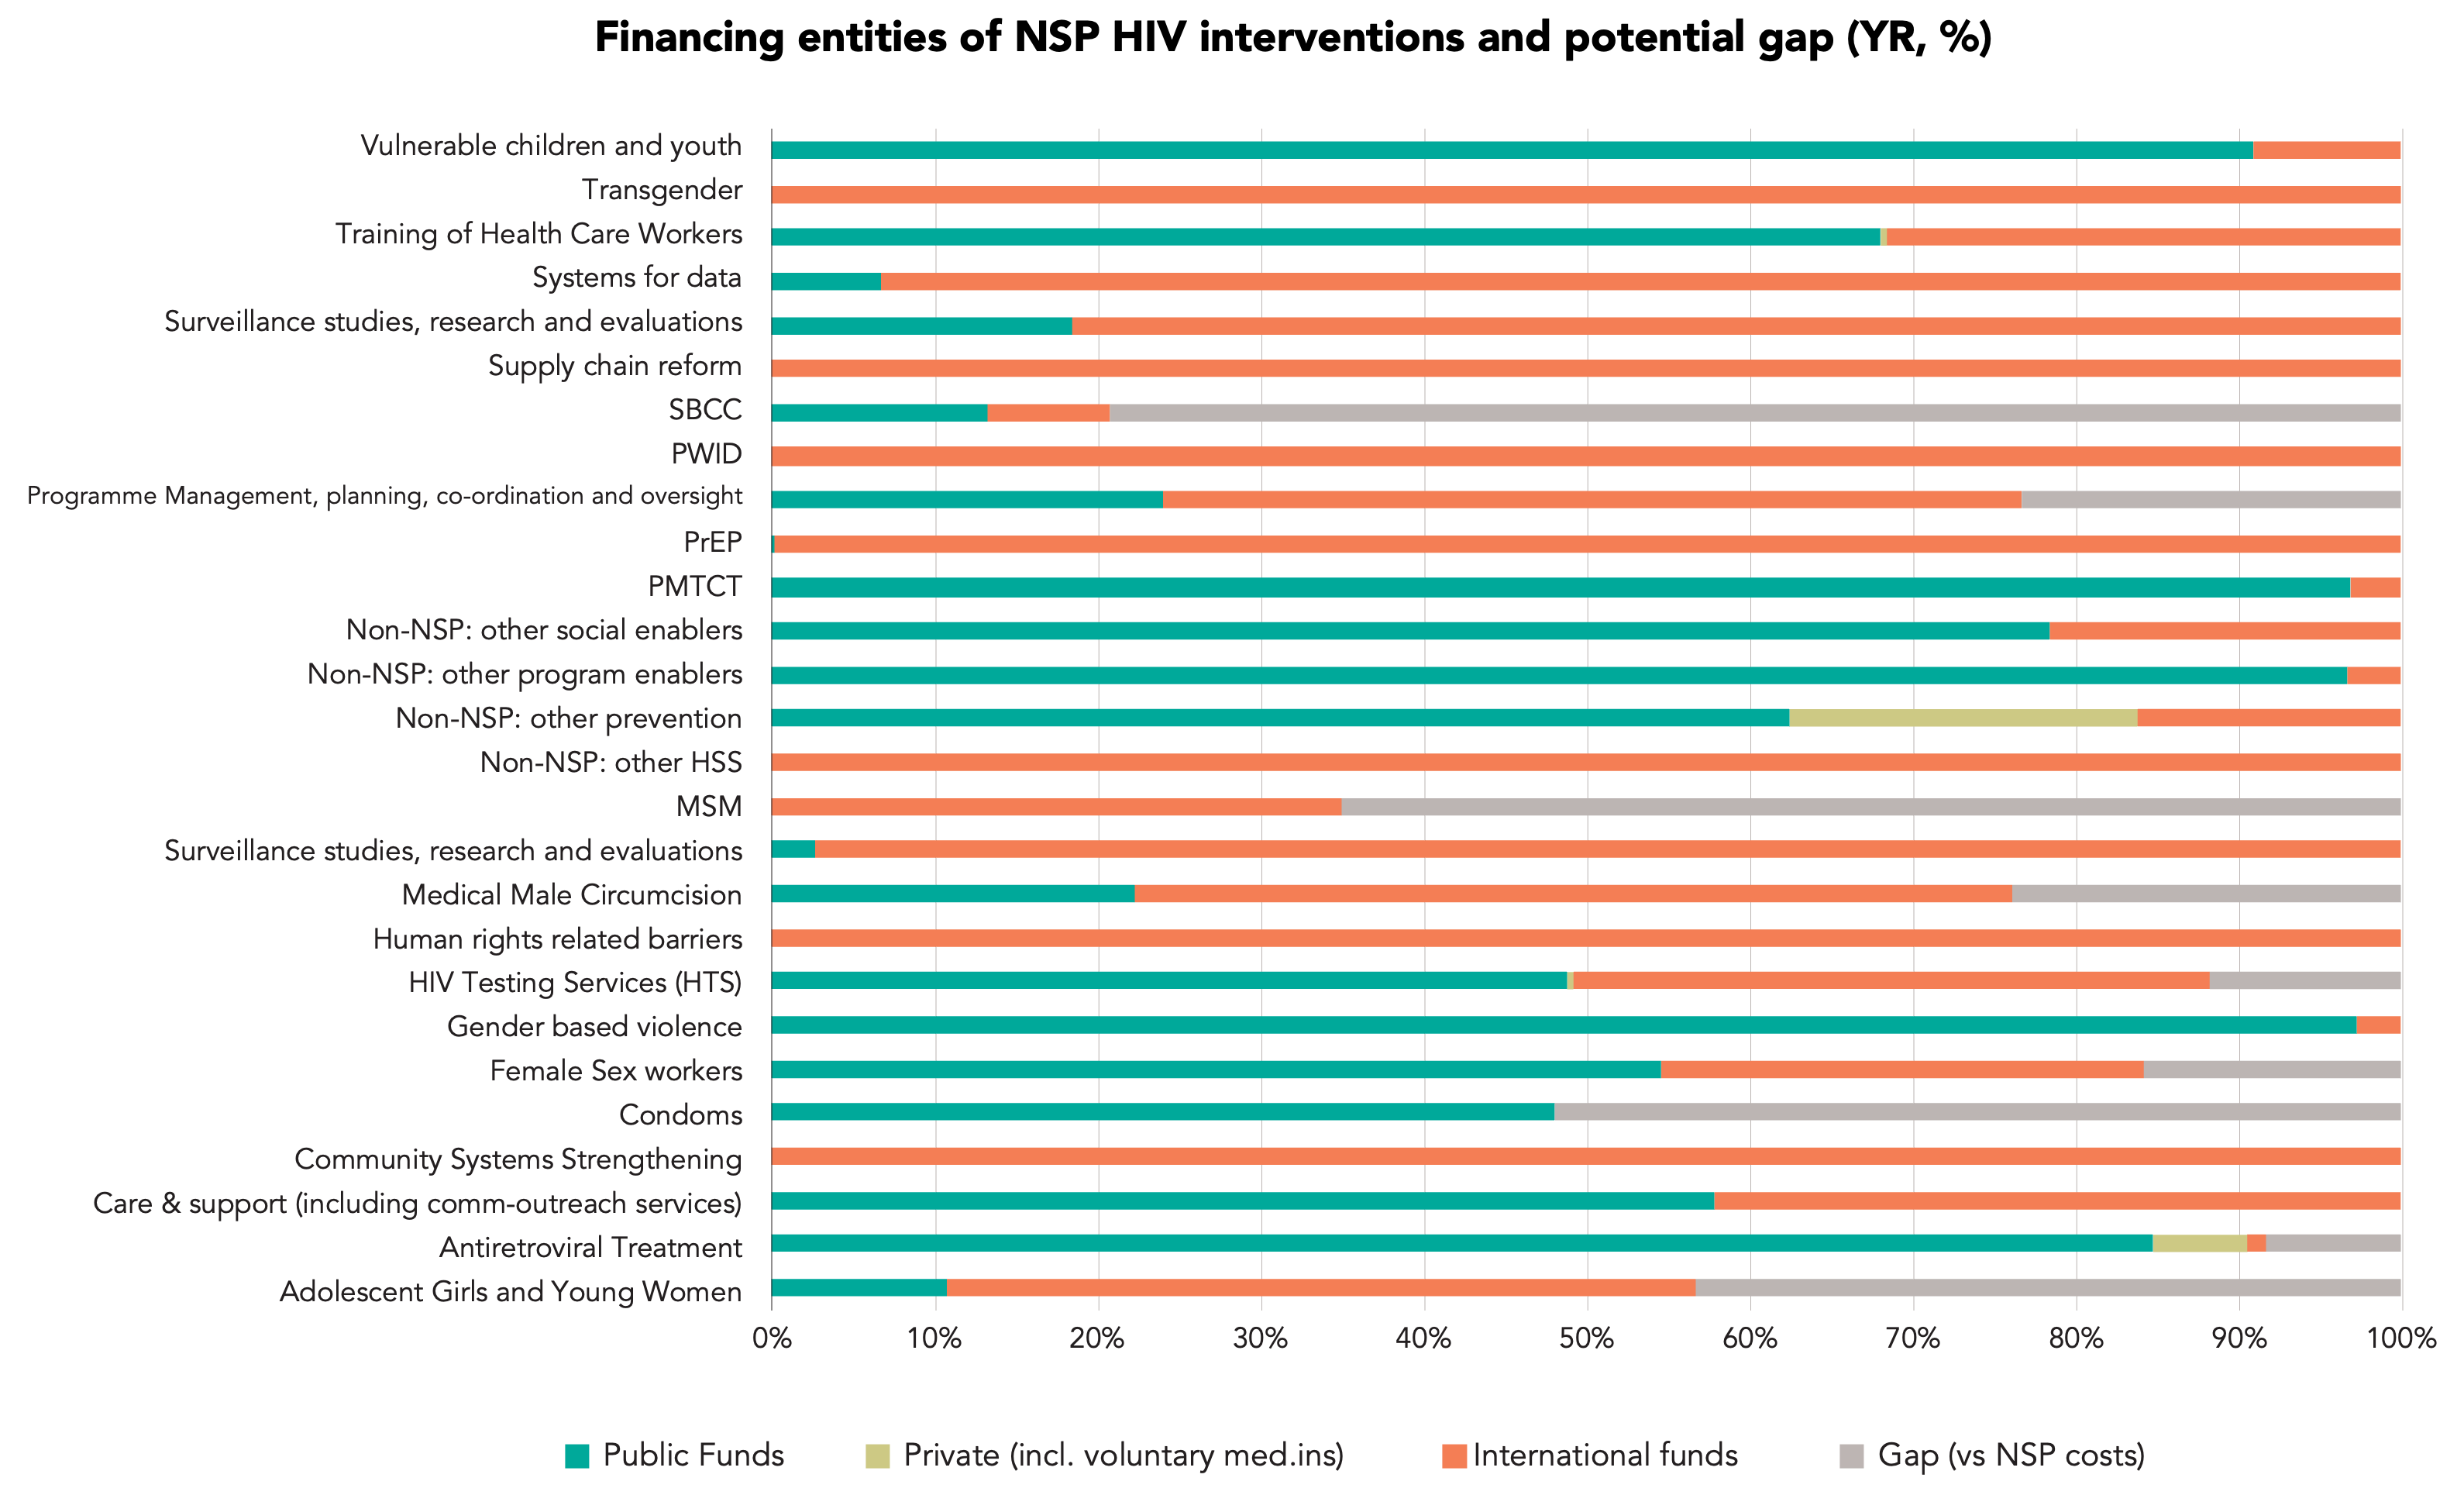 Financing entities of NSP HIV interventions and potential gap (YR, %)
Vulnerable children and youth
Transgender
Training of Health Care Workers
Systems for data
Surveillance studies, research and evaluations
Supply chain reform
SBCC
PWID
Programme Management, planning, co-ordination and oversight
PrEP
PMTCT
Non-NSP: other social enablers
Non-NSP: other program enablers
Non-NSP: other prevention
Non-NSP: other HSS
MSM
Surveillance studies, research and evaluations
Medical Male Circumcision
Human rights related barriers
HIV Testing Services (HTS)
Gender based violence
Female Sex workers
Condoms
Community Systems Strengthening
Care & support (including comm-outreach services)
Antiretroviral Treatment
Adolescent Girls and Young Women
0% 10% 20% 30% 40% 50% 60% 70% 80% 90% 100%
Public Funds Private (incl. voluntary med.ins) International funds Gap (vs NSP costs)